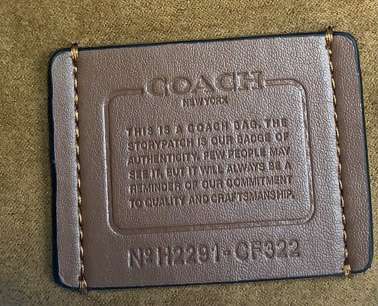 COACH
NEW YORK
THIS IS A COACH BAG. THE
STORYPATCH IS OUR BADGE OF
AUTHENTICITY. FEW PEOPLE MAY
SEE IT, BUT IT WILL ALWAYS BE A
REMINDER OF OUR COMMITMENT
TO QUALITY AND CRAFTSMANSHIP.
Nº H2291-CF322